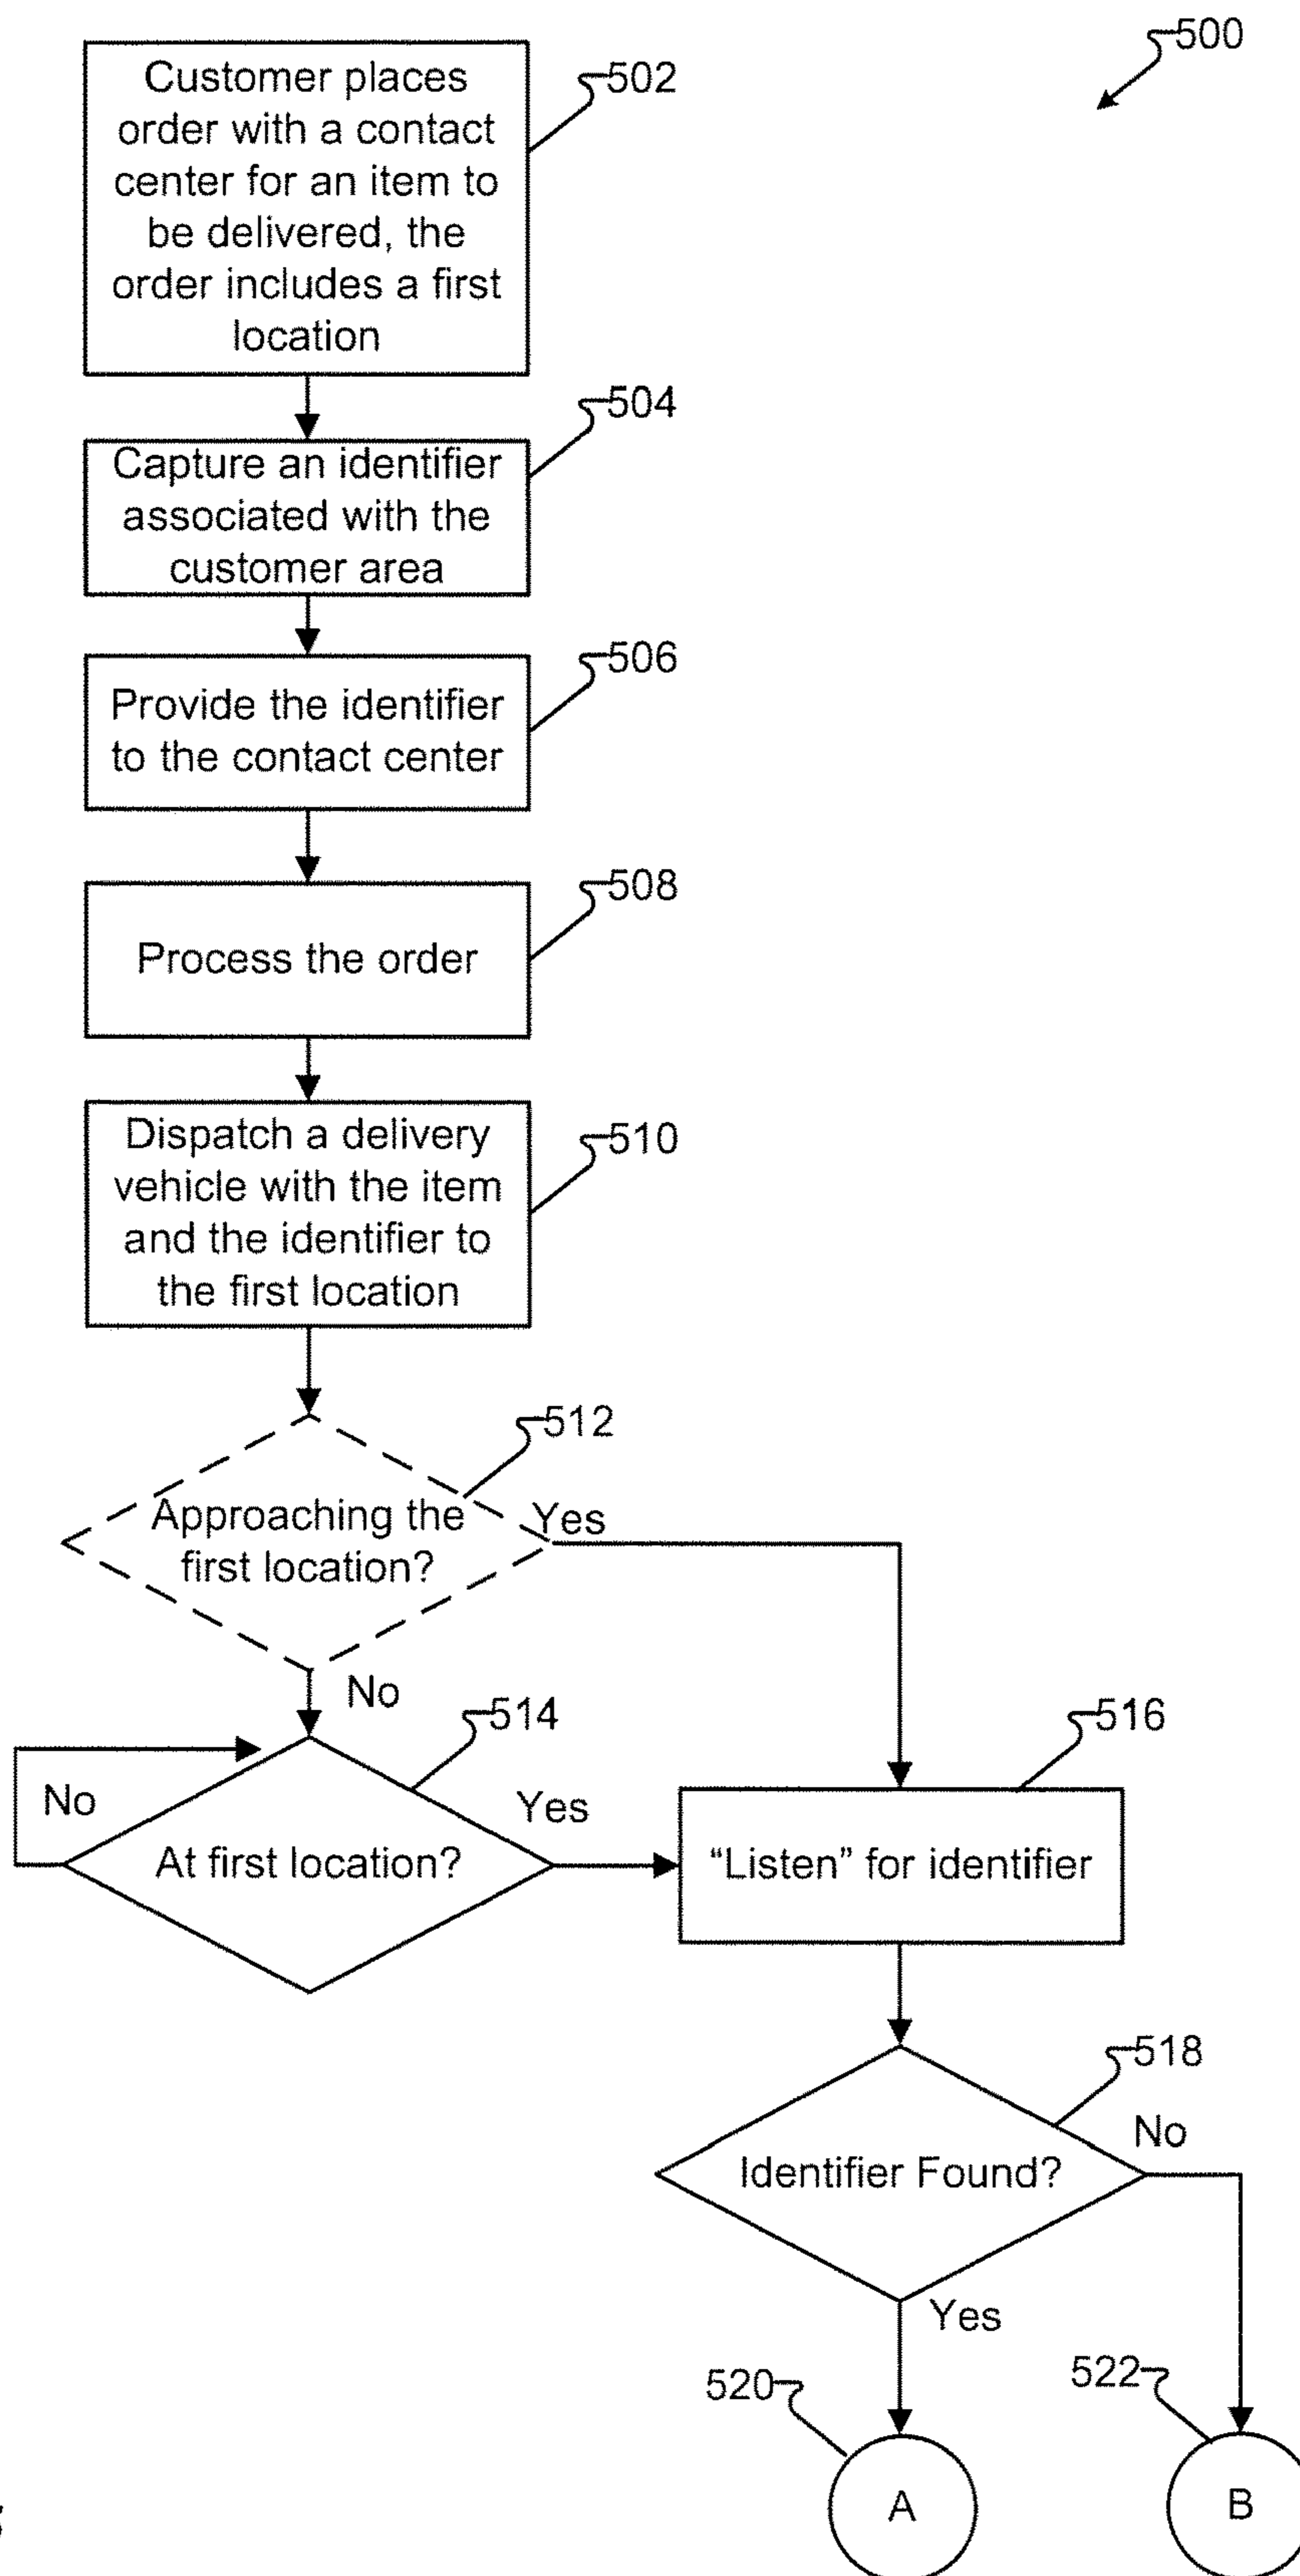 500
Customer places
order with a contact
center for an item to
be delivered, the
order includes a first
location
502
Capture an identifier
associated with the
customer area
504
Provide the identifier
to the contact center
506
Process the order
508
Dispatch a delivery
vehicle with the item
and the identifier to
the first location
510
Approaching the
first location?
512
Yes
No
514
At first location?
No
Yes
516
“Listen” for identifier
518
Identifier Found?
No
Yes
520
A
522
B